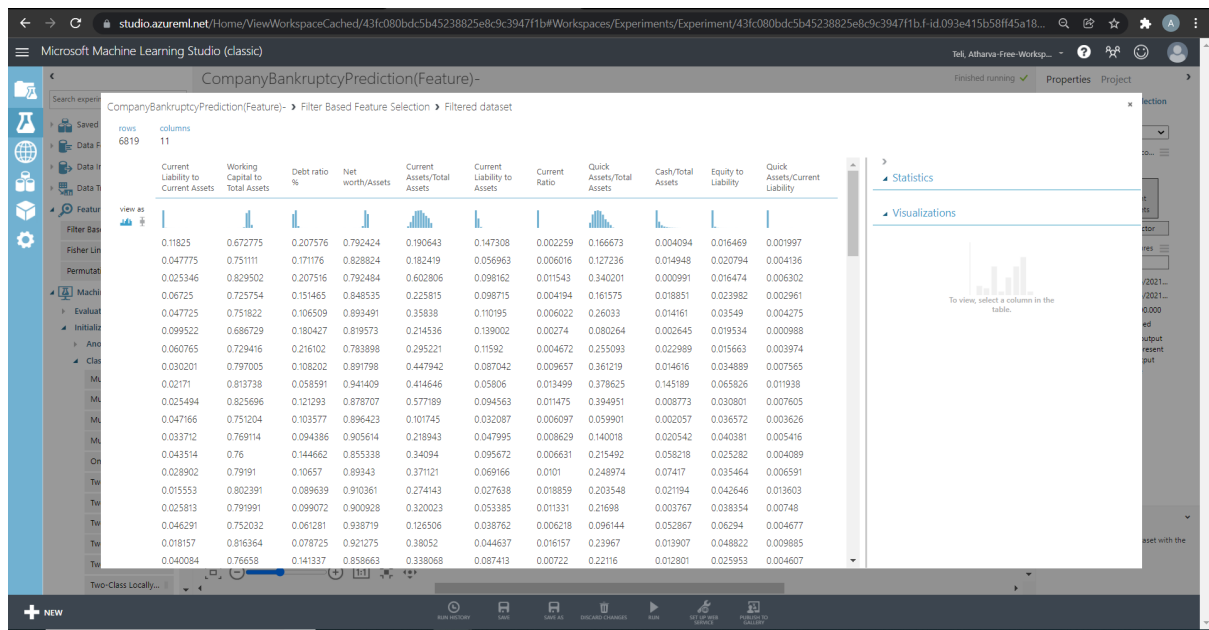 studio.azureml.net/Home/ViewWorkspaceCached/43fc080bdc5b45238825e8c9c3947f1b#Workspaces/Experiments/Experiment/43fc080bdc5b45238825e8c9c3947f1b.f-id.093e415b58ff45a18...
A
Microsoft Machine Learning Studio (classic)
Teli, Atharva-Free-Worksp...
CompanyBankruptcyPrediction(Feature)-
Finished running
Properties Project
Search experim
CompanyBankruptcyPrediction(Feature)- > Filter Based Feature Selection > Filtered dataset
rows columns
6819 11
Current Liability to Current Assets
Working Capital to Total Assets
Debt ratio %
Net worth/Assets
Current Assets/Total Assets
Current Liability to Assets
Current Ratio
Quick Assets/Total Assets
Cash/Total Assets
Equity to Liability
Quick Assets/Current Liability
view as
0.11825 0.672775 0.207576 0.792424 0.190643 0.147308 0.002259 0.166673 0.004094 0.016469 0.001997
0.047775 0.751111 0.171176 0.828824 0.182419 0.056963 0.006016 0.127236 0.014948 0.020794 0.004136
0.025346 0.829502 0.207516 0.792484 0.602806 0.098162 0.011543 0.340201 0.000991 0.016474 0.006302
0.06725 0.725754 0.151465 0.848535 0.225815 0.098715 0.004194 0.161575 0.018851 0.023982 0.002961
0.047725 0.751822 0.106509 0.893491 0.35838 0.110195 0.006022 0.26033 0.014161 0.03549 0.004275
0.099522 0.686729 0.180427 0.819573 0.214536 0.139002 0.00274 0.080264 0.002645 0.019534 0.000988
0.060765 0.729416 0.216102 0.783898 0.295221 0.11592 0.004672 0.255093 0.022989 0.015663 0.003974
0.030201 0.797005 0.108202 0.891798 0.447942 0.087042 0.009657 0.361219 0.014616 0.034889 0.007565
0.02171 0.813738 0.058591 0.941409 0.414646 0.05806 0.013499 0.378625 0.145189 0.065826 0.011938
0.025494 0.825696 0.121293 0.878707 0.577189 0.094563 0.011475 0.394951 0.008773 0.030801 0.007605
0.047166 0.751204 0.103577 0.896423 0.101745 0.032087 0.006097 0.059901 0.002057 0.036572 0.003626
0.033712 0.769114 0.094386 0.905614 0.218943 0.047995 0.008629 0.140018 0.020542 0.040381 0.005416
0.043514 0.76 0.144662 0.855338 0.34094 0.095672 0.006631 0.215492 0.058218 0.025282 0.004089
0.028902 0.79191 0.10657 0.89343 0.371121 0.069166 0.0101 0.248974 0.07417 0.035464 0.006591
0.015553 0.802391 0.089639 0.910361 0.274143 0.027638 0.018859 0.203548 0.021194 0.042646 0.013603
0.025813 0.791991 0.099072 0.900928 0.320023 0.053385 0.011331 0.21698 0.003767 0.038354 0.00748
0.046291 0.752032 0.061281 0.938719 0.126506 0.038762 0.006218 0.096144 0.052867 0.06294 0.004677
0.018157 0.816364 0.078725 0.921275 0.38052 0.044637 0.016157 0.23967 0.013907 0.048822 0.009885
0.040084 0.76658 0.141337 0.858663 0.338068 0.087413 0.00722 0.22116 0.012801 0.025953 0.004607
Statistics
Visualizations
To view, select a column in the
table.
Saved
Data F
Data In
Data T
Featur
Filter Bas
Fisher Lin
Permutati
Machi
Evaluat
Initializ
Ano
Clas
Mu
Mu
Mu
Mu
On
Tw
Tw
Tw
Tw
Tw
Two-Class Locally...
lection
/2021...
/2021...
0.000
aset with the
1:1
NEW
RUN HISTORY
SAVE
SAVE AS
DISCARD CHANGES
RUN
SET UP WEB SERVICE
PUBLISH TO GALLERY